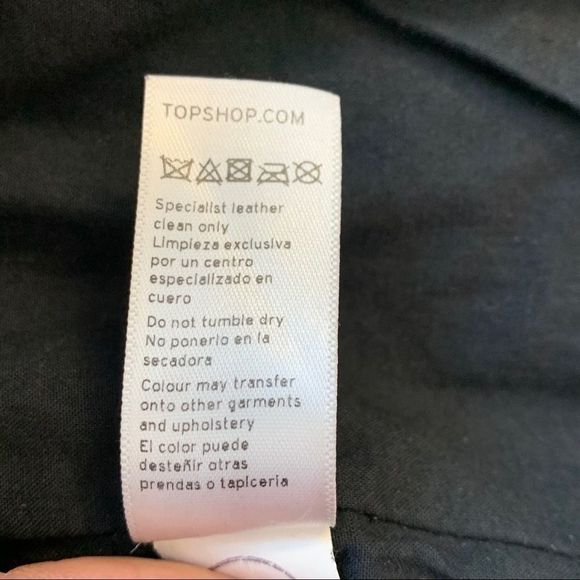 TOPSHOP.COM
Specialist leather
clean only
Limpieza exclusiva
por un centro
especializado en
cuero
Do not tumble dry
No ponerlo en la
secadora
Colour may transfer
onto other garments
and upholstery
El color puede
desteñir otras
prendas o tapiceria